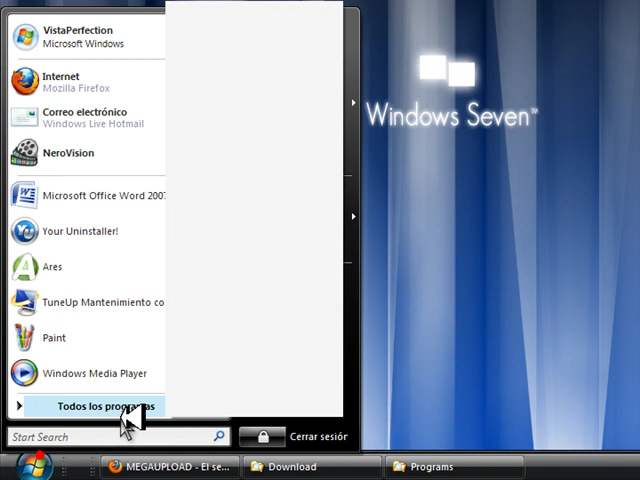 VistaPerfection
Microsoft Windows
Internet
Mozilla Firefox
Correo electrónico
Windows Live Hotmail
NeroVision
Microsoft Office Word 2007
Your Uninstaller!
Ares
TuneUp Mantenimiento co
Paint
Windows Media Player
Todos los programas
Start Search
Cerrar sesión
Windows Seven™
MEGAUPLOAD - El se...
Download
Programs